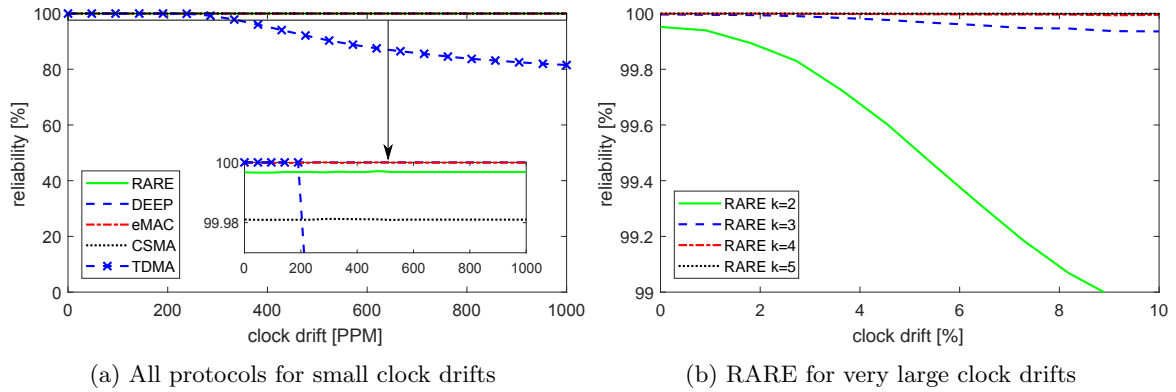 100
80
60
40
20
0
reliability [%]
0 200 400 600 800 1000
clock drift [PPM]
RARE
DEEP
eMAC
CSMA
TDMA
100
99.98
0 200 400 600 800 1000
(a) All protocols for small clock drifts
100
99.8
99.6
99.4
99.2
99
reliability [%]
0 2 4 6 8 10
clock drift [%]
RARE k=2
RARE k=3
RARE k=4
RARE k=5
(b) RARE for very large clock drifts